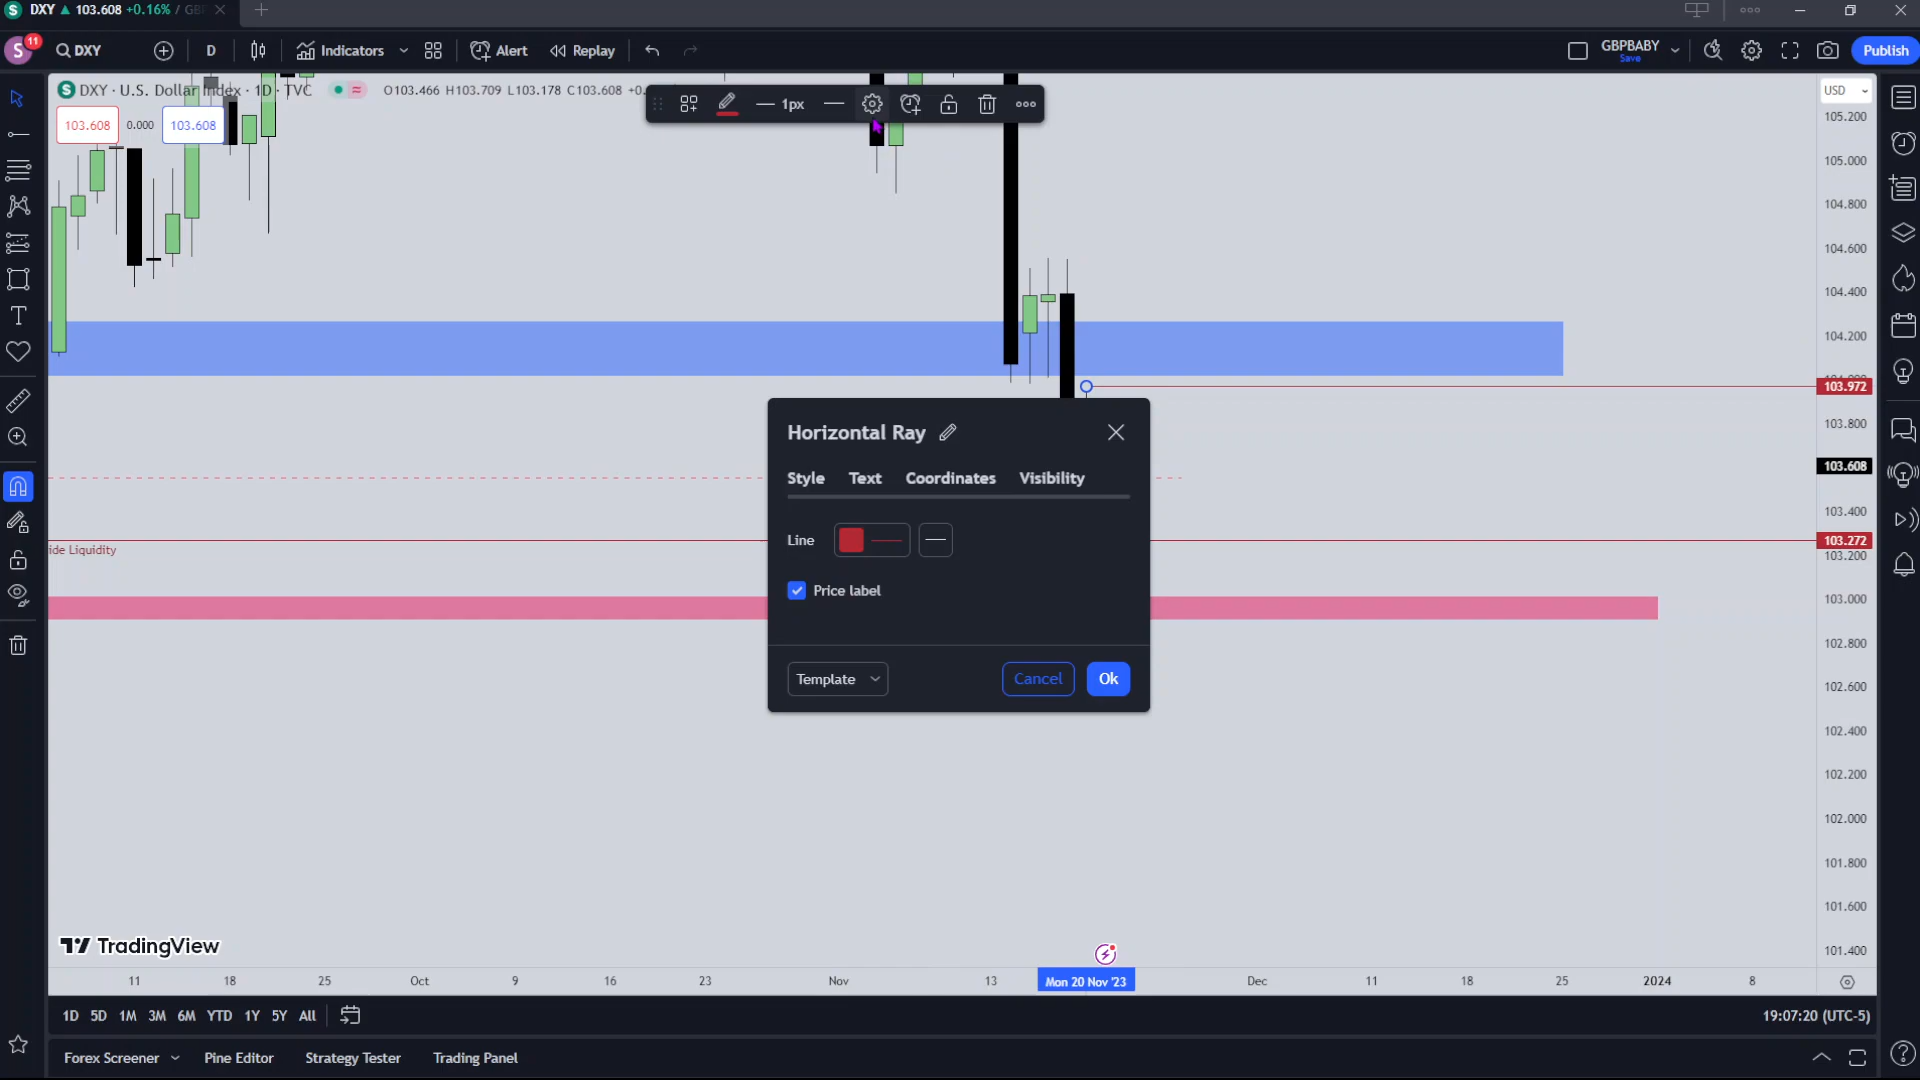 DXY 103.608 +0.16% / GB
11
DXY
D
Indicators
Alert
Replay
GBPBABY
Save
Publish
DXY · U.S. Dollar Index · 1D · TVC
O103.466 H103.709 L103.178 C103.608 +0.
103.608
0.000
103.608
1px
USD
105.200
105.000
104.800
104.600
104.400
104.200
103.972
103.800
103.608
103.400
103.272
103.200
103.000
102.800
102.600
102.400
102.200
102.000
101.800
101.600
101.400
ide Liquidity
Horizontal Ray
Style
Text
Coordinates
Visibility
Line
Price label
Template
Cancel
Ok
TradingView
11
18
25
Oct
9
16
23
Nov
13
Mon 20 Nov '23
Dec
11
18
25
2024
8
1D
5D
1M
3M
6M
YTD
1Y
5Y
All
19:07:20 (UTC-5)
Forex Screener
Pine Editor
Strategy Tester
Trading Panel